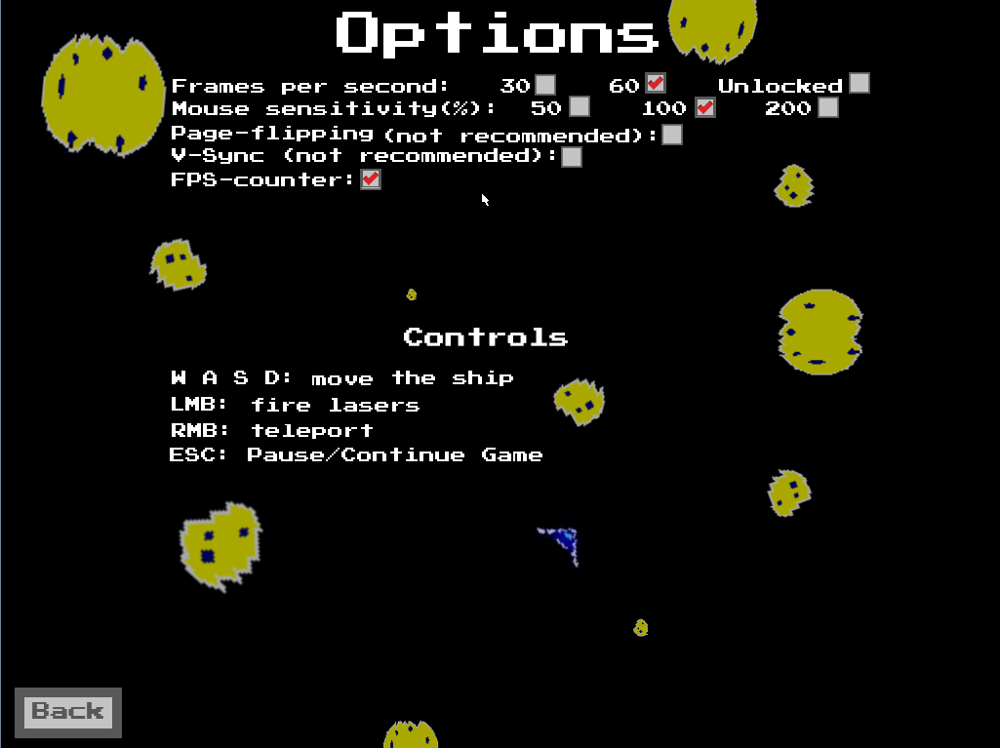 Options
Frames per second: 30 60 Unlocked
Mouse sensitivity(%): 50 100 200
Page-flipping (not recommended):
V-Sync (not recommended):
FPS-counter:
Controls
W A S D: move the ship
LMB: fire lasers
RMB: teleport
ESC: Pause/Continue Game
Back